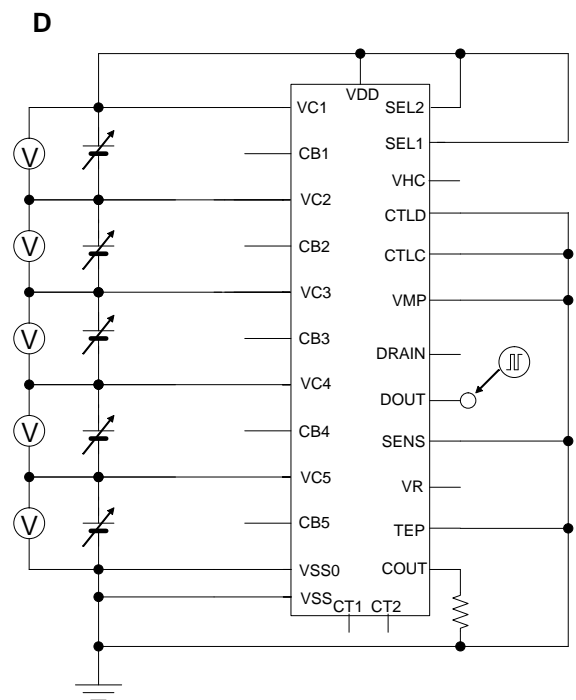 D
VDD
VC1
SEL2
V
CB1
SEL1
VHC
VC2
CTLD
V
CB2
CTLC
VC3
VMP
V
CB3
DRAIN
VC4
DOUT
V
CB4
SENS
VC5
VR
V
CB5
TEP
VSS0
COUT
VSS
CT1 CT2